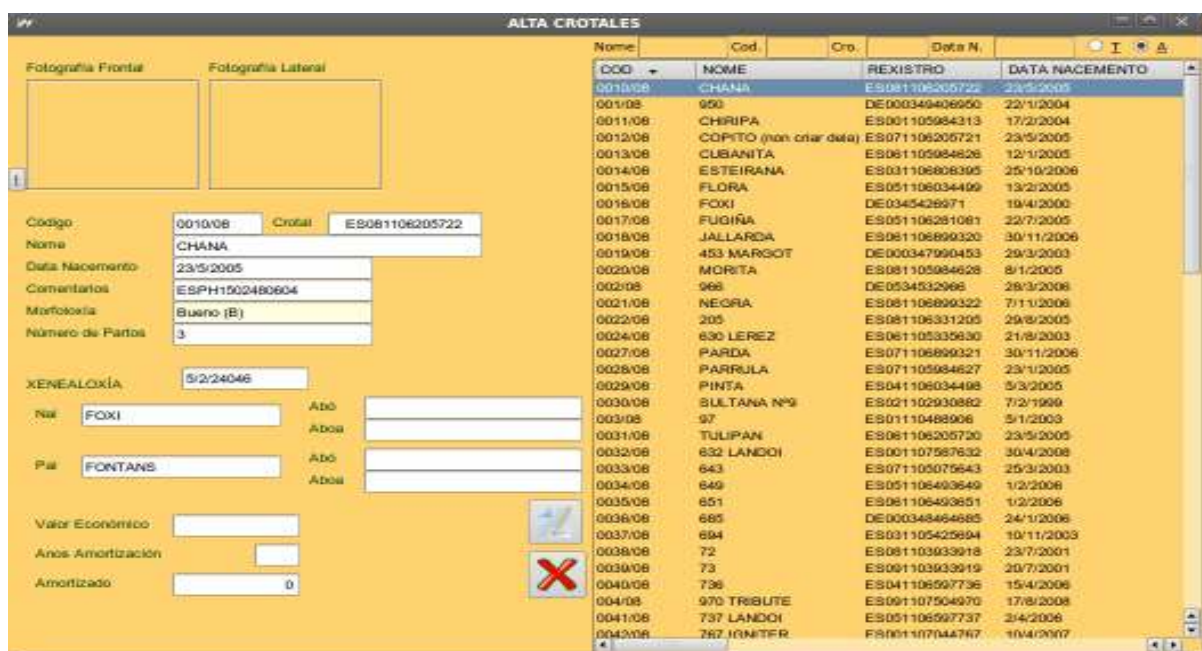 ALTA CROTALES
Nome Cod. Cro. Data N. T A
Fotografía Frontal Fotografía Lateral
Código 0010/08 Crotal ES081106205722
Nome CHANA
Data Nacemento 23/5/2005
Comentarios ESPH1502480604
Morfoloxía Bueno (B)
Número de Partos 3
XENEALOXÍA 5/2/24046
Nai FOXI
Abó
Aboa
Pai FONTANS
Abó
Aboa
Valor Económico
Anos Amortización
Amortizado 0
COD NOME REXISTRO DATA NACEMENTO
0010/08 CHANA ES081106205722 23/5/2005
001/08 950 DE000349406950 22/1/2004
0011/08 CHIRIPA ES001105984313 17/2/2004
0012/08 COPITO (non criar dela) ES071106205721 23/5/2005
0013/08 CUBANITA ES061105984626 12/1/2005
0014/08 ESTEIRANA ES031106808395 25/10/2006
0015/08 FLORA ES051106034499 13/2/2005
0016/08 FOXI DE0345426971 19/4/2000
0017/08 FUGIÑA ES051106281081 22/7/2005
0018/08 JALLARDA ES061106899320 30/11/2006
0019/08 453 MARGOT DE000347990453 29/3/2003
0020/08 MORITA ES081105984628 8/1/2005
002/08 966 DE0534532966 28/3/2006
0021/08 NEGRA ES081106899322 7/11/2006
0022/08 205 ES081106331205 29/8/2005
0024/08 630 LEREZ ES061105335630 21/8/2003
0027/08 PARDA ES071106899321 30/11/2006
0028/08 PARRULA ES071105984627 23/1/2005
0029/08 PINTA ES041106034498 5/3/2005
0030/08 SULTANA Nº9 ES021102930882 7/2/1999
003/08 97 ES01110488906 5/1/2003
0031/08 TULIPAN ES061106205720 23/5/2005
0032/08 632 LANDOI ES001107587632 30/4/2008
0033/08 643 ES071105075643 25/3/2003
0034/08 649 ES051106493649 1/2/2006
0035/08 651 ES061106493651 1/2/2006
0036/08 685 DE000348464685 24/1/2006
0037/08 694 ES031105425694 10/11/2003
0038/08 72 ES081103933918 23/7/2001
0039/08 73 ES091103933919 20/7/2001
0040/08 736 ES041106597736 15/4/2006
004/08 970 TRIBUTE ES091107504970 17/8/2008
0041/08 737 LANDOI ES051106597737 2/4/2006
0042/08 767 IGNITER ES001107044767 10/4/2007